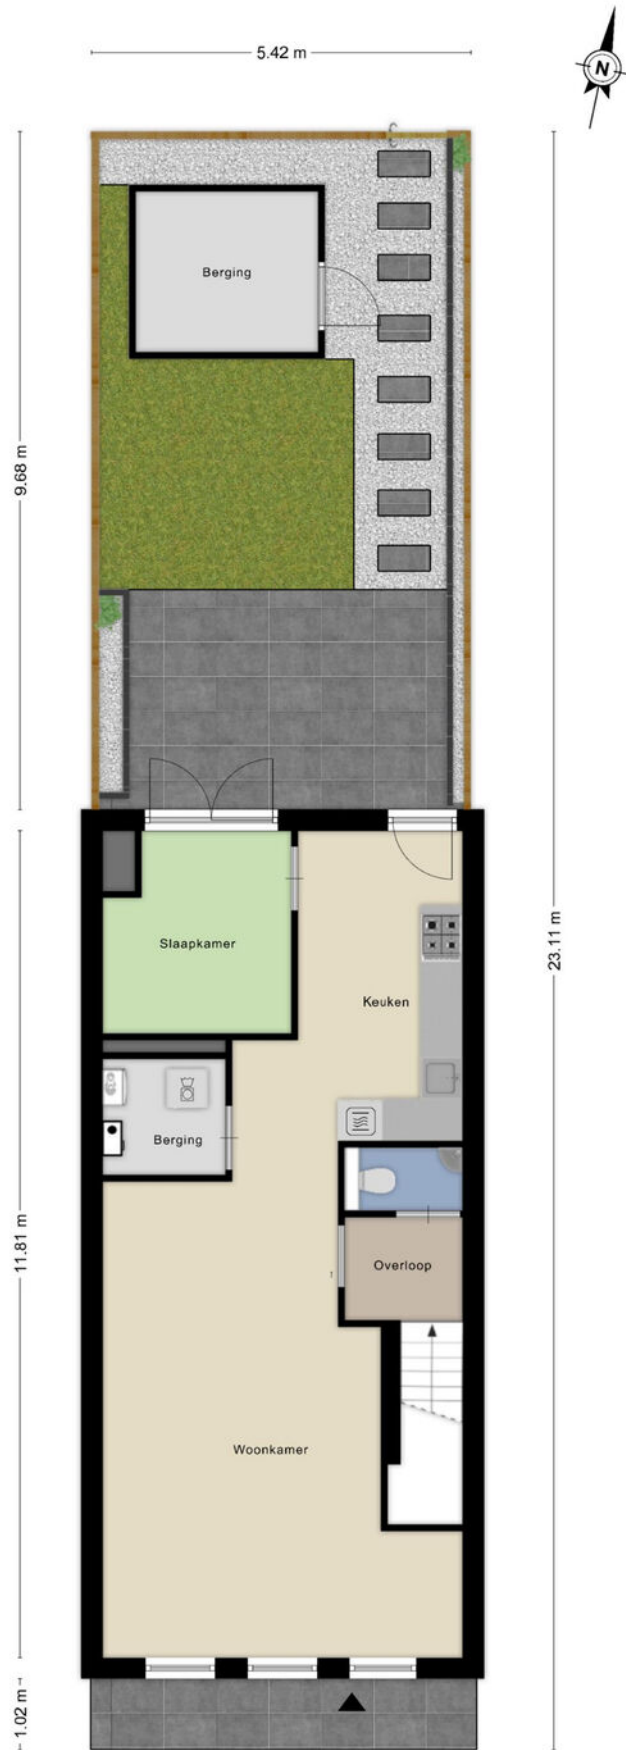 5.42 m
N
Berging
9.68 m
23.11 m
Slaapkamer
Keuken
Berging
Overloop
11.81 m
Woonkamer
1.02 m